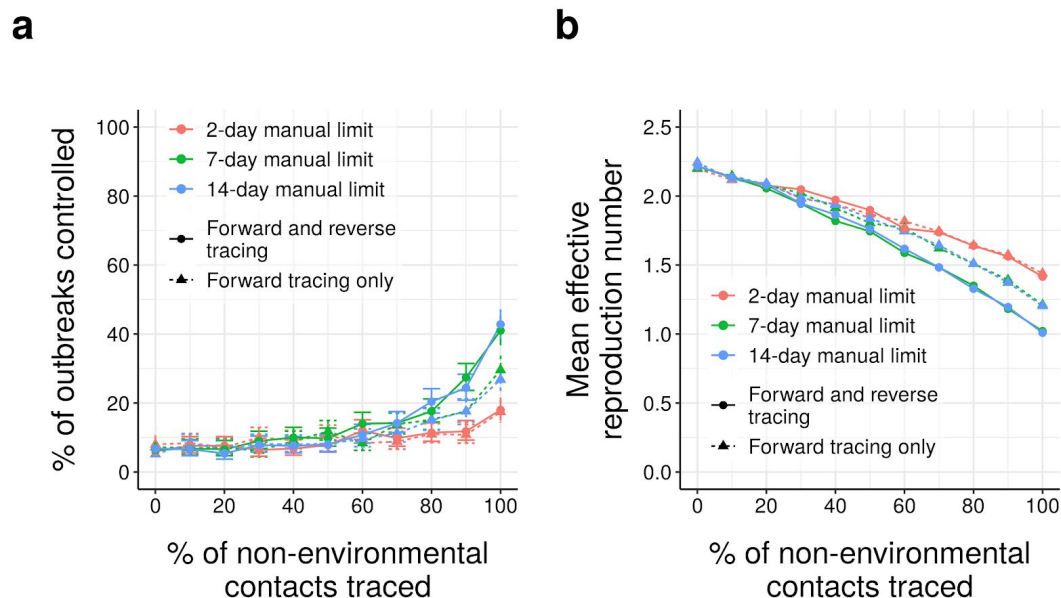 a
% of outbreaks controlled
100
80
60
40
20
0
2-day manual limit
7-day manual limit
14-day manual limit
Forward and reverse
tracing
Forward tracing only
0 20 40 60 80 100
% of non-environmental
contacts traced
b
Mean effective
reproduction number
2.5
2.0
1.5
1.0
0.5
0.0
2-day manual limit
7-day manual limit
14-day manual limit
Forward and reverse
tracing
Forward tracing only
0 20 40 60 80 100
% of non-environmental
contacts traced